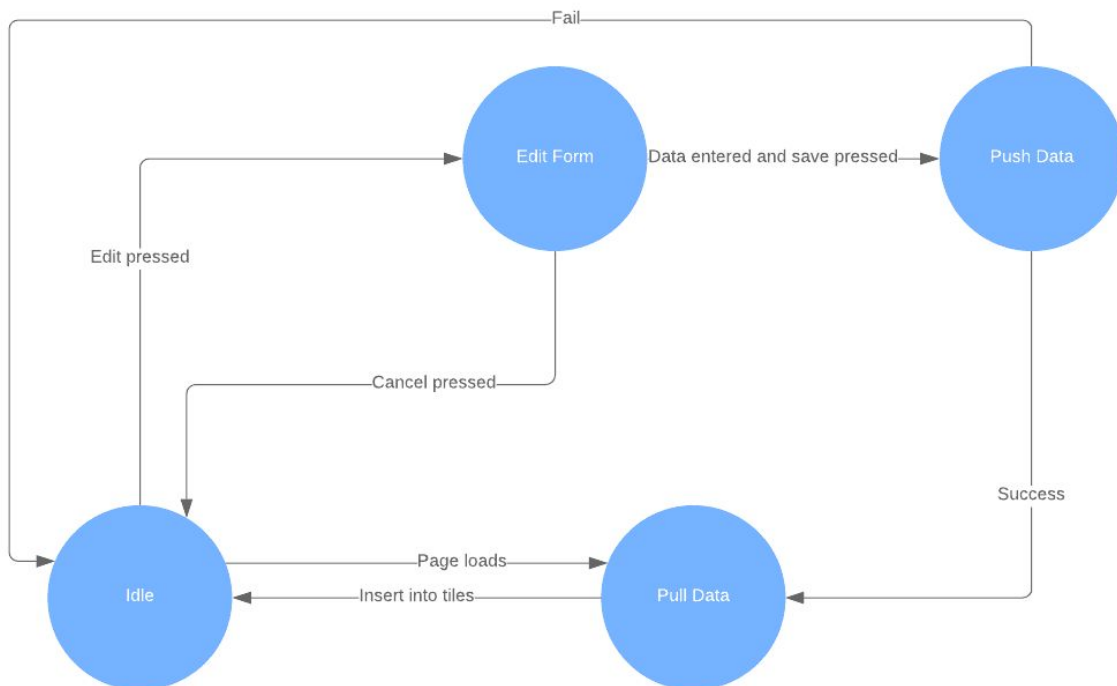 Fail
Edit Form
Data entered and save pressed
Push Data
Edit pressed
Cancel pressed
Success
Page loads
Idle
Insert into tiles
Pull Data